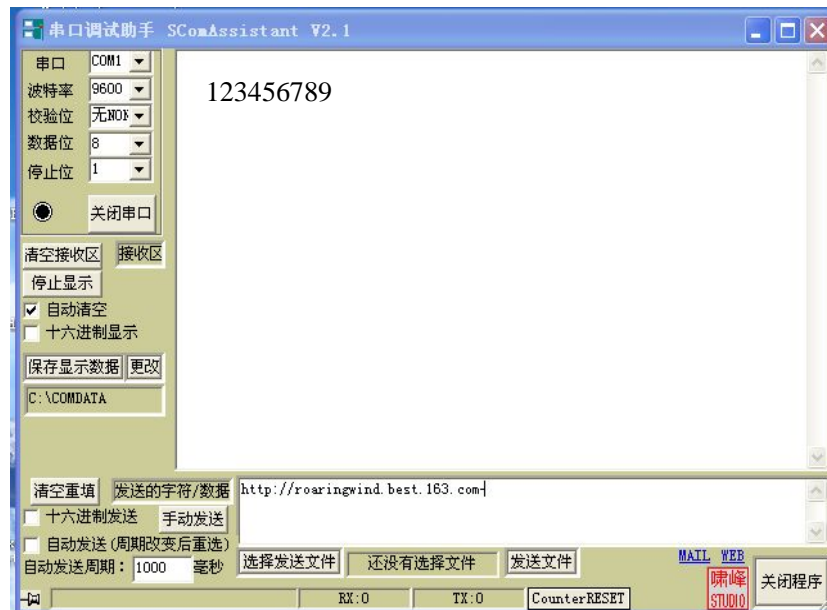 串口调试助手 SComAssistant V2.1
串口 COM1
波特率 9600
校验位 无NON
数据位 8
停止位 1
关闭串口
清空接收区 接收区
停止显示
自动清空
十六进制显示
保存显示数据 更改
C:\COMDATA
123456789
清空重填 发送的字符/数据 http://roaringwind.best.163.com
十六进制发送 手动发送
自动发送(周期改变后重选)
自动发送周期: 1000 毫秒 选择发送文件 还没有选择文件 发送文件 MAIL WEB
啸峰
STUDIO
关闭程序
RX:0 TX:0 CounterRESET